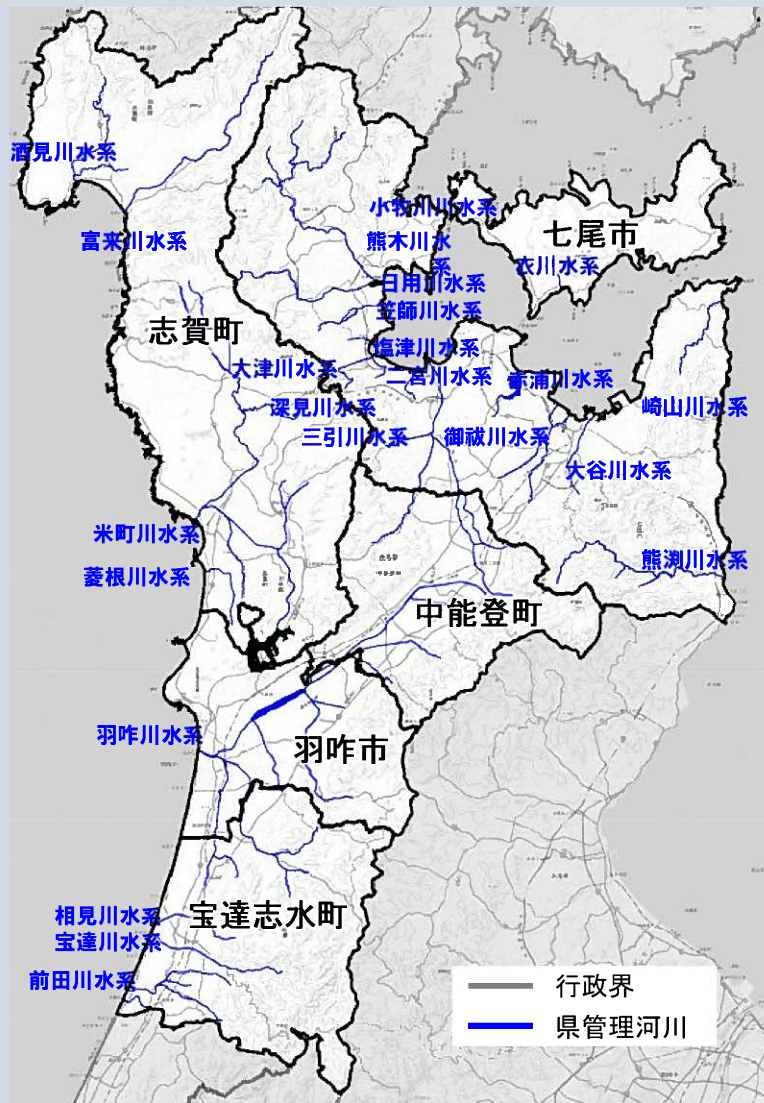 酒見川水系
小牧川水系
七尾市
富来川水系
熊木川水
系
衣川水系
日用川水系
笠師川水系
志賀町
塩津川水系
大津川水系
二宮川水系
赤浦川水系
深見川水系
崎山川水系
三引川水系
御祓川水系
大谷川水系
米町川水系
熊渕川水系
菱根川水系
中能登町
羽咋川水系
羽咋市
相見川水系
宝達志水町
宝達川水系
前田川水系
行政界
県管理河川